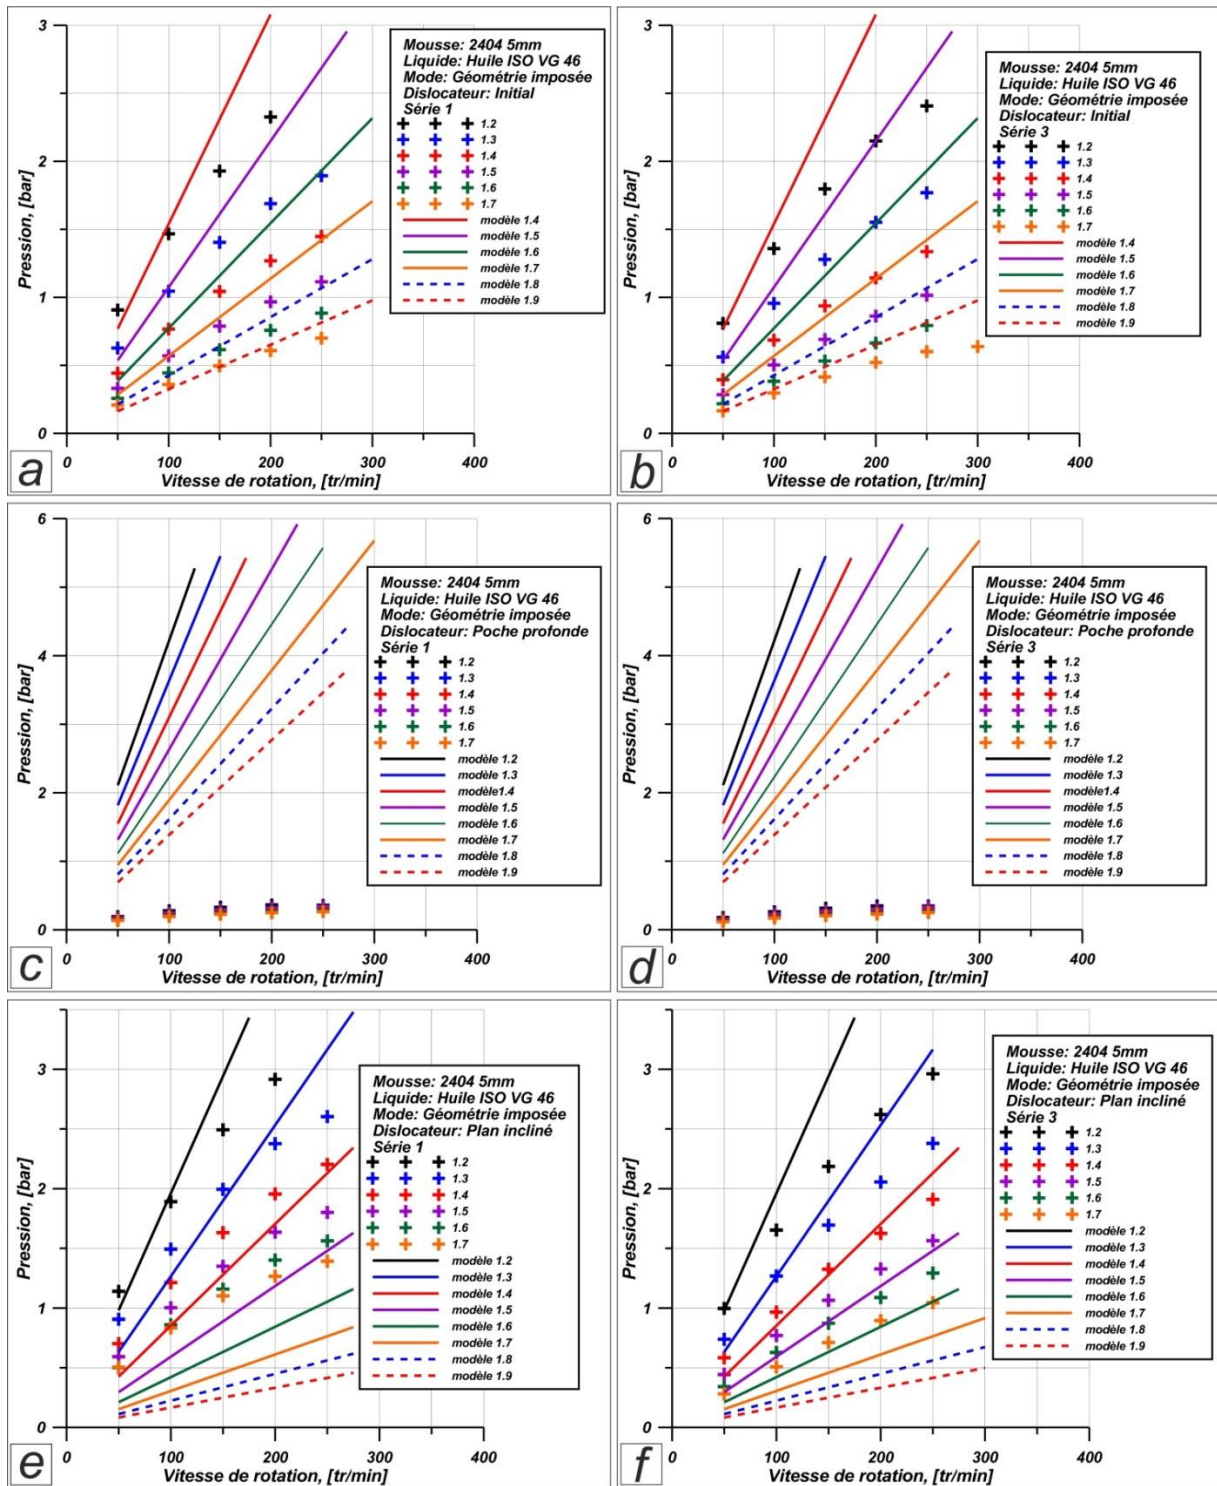 3
2
1
0
Pression, [bar]
0
100
200
300
400
Vitesse de rotation, [tr/min]
a
Mousse: 2404 5mm
Liquide: Huile ISO VG 46
Mode: Géométrie imposée
Dislocateur: Initial
Série 1
1.2
1.3
1.4
1.5
1.6
1.7
modèle 1.4
modèle 1.5
modèle 1.6
modèle 1.7
modèle 1.8
modèle 1.9
3
2
1
0
Pression, [bar]
0
100
200
300
400
Vitesse de rotation, [tr/min]
b
Mousse: 2404 5mm
Liquide: Huile ISO VG 46
Mode: Géométrie imposée
Dislocateur: Initial
Série 3
1.2
1.3
1.4
1.5
1.6
1.7
modèle 1.4
modèle 1.5
modèle 1.6
modèle 1.7
modèle 1.8
modèle 1.9
6
4
2
0
Pression, [bar]
0
100
200
300
400
Vitesse de rotation, [tr/min]
c
Mousse: 2404 5mm
Liquide: Huile ISO VG 46
Mode: Géométrie imposée
Dislocateur: Poche profonde
Série 1
1.2
1.3
1.4
1.5
1.6
1.7
modèle 1.2
modèle 1.3
modèle1.4
modèle 1.5
modèle 1.6
modèle 1.7
modèle 1.8
modèle 1.9
6
4
2
0
Pression, [bar]
0
100
200
300
400
Vitesse de rotation, [tr/min]
d
Mousse: 2404 5mm
Liquide: Huile ISO VG 46
Mode: Géométrie imposée
Dislocateur: Poche profonde
Série 3
1.2
1.3
1.4
1.5
1.6
1.7
modèle 1.2
modèle 1.3
modèle1.4
modèle 1.5
modèle 1.6
modèle 1.7
modèle 1.8
modèle 1.9
3
2
1
0
Pression, [bar]
0
100
200
300
400
Vitesse de rotation, [tr/min]
e
Mousse: 2404 5mm
Liquide: Huile ISO VG 46
Mode: Géométrie imposée
Dislocateur: Plan incliné
Série 1
1.2
1.3
1.4
1.5
1.6
1.7
modèle 1.2
modèle 1.3
modèle 1.4
modèle 1.5
modèle 1.6
modèle 1.7
modèle 1.8
modèle 1.9
3
2
1
0
Pression, [bar]
0
100
200
300
400
Vitesse de rotation, [tr/min]
f
Mousse: 2404 5mm
Liquide: Huile ISO VG 46
Mode: Géométrie imposée
Dislocateur: Plan incliné
Série 3
1.2
1.3
1.4
1.5
1.6
1.7
modèle 1.2
modèle 1.3
modèle 1.4
modèle 1.5
modèle 1.6
modèle 1.7
modèle 1.8
modèle 1.9